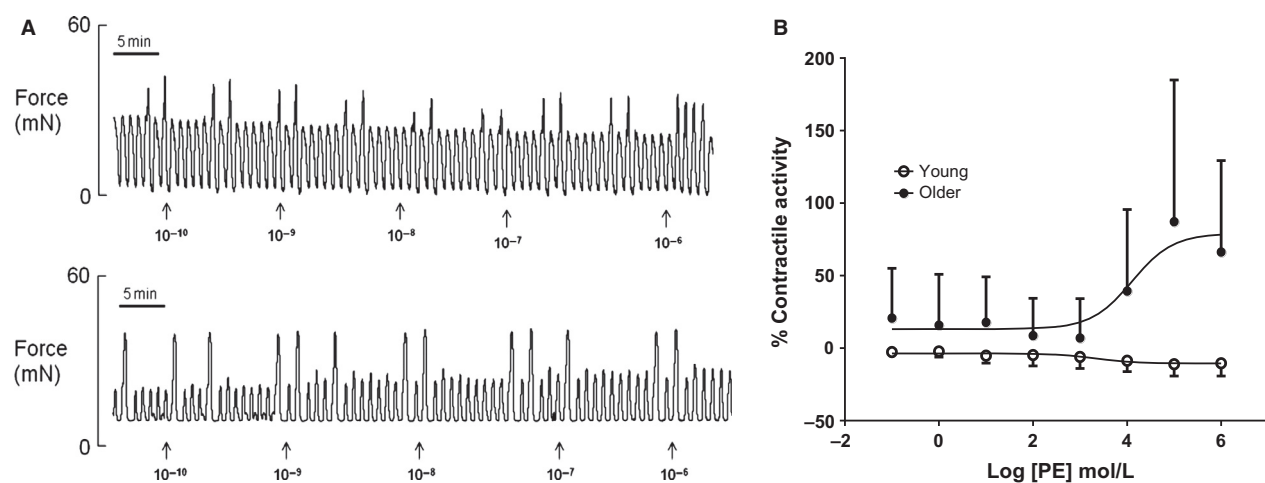 A
60
5 min
Force
(mN)
0
10⁻¹⁰ 10⁻⁹ 10⁻⁸ 10⁻⁷ 10⁻⁶
60
5 min
Force
(mN)
0
10⁻¹⁰ 10⁻⁹ 10⁻⁸ 10⁻⁷ 10⁻⁶
B
200
150
100
50
0
−50
% Contractile activity
Young
Older
−2 0 2 4 6
Log [PE] mol/L